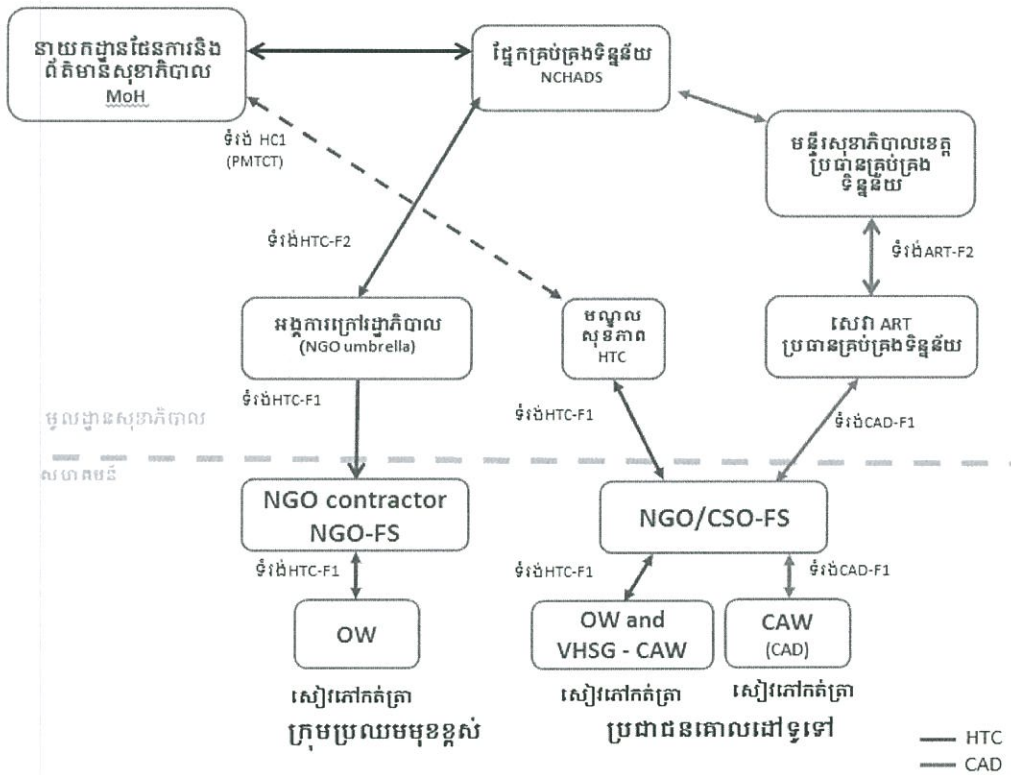 នាយកដ្ឋានផែនការនិង
ព័ត៌មានសុខាភិបាល
MoH
ផ្នែកគ្រប់គ្រងទិន្នន័យ
NCHADS
មន្ទីរសុខាភិបាលខេត្ត
ប្រធានគ្រប់គ្រង
ទិន្នន័យ
ទំរង់ HC1
(PMTCT)
ទំរង់HTC-F2
ទំរង់ART-F2
អង្គការក្រៅរដ្ឋាភិបាល
(NGO umbrella)
មណ្ឌល
សុខភាព
HTC
សេវា ART
ប្រធានគ្រប់គ្រងទិន្នន័យ
ទំរង់HTC-F1
ទំរង់HTC-F1
ទំរង់CAD-F1
មូលដ្ឋានសុខាភិបាល
សហគមន៍
NGO contractor
NGO-FS
NGO/CSO-FS
ទំរង់HTC-F1
ទំរង់HTC-F1
ទំរង់CAD-F1
OW
OW and
VHSG - CAW
CAW
(CAD)
សៀវភៅកត់ត្រា
សៀវភៅកត់ត្រា
សៀវភៅកត់ត្រា
ក្រុមប្រឈមមុខខ្ពស់
ប្រជាជនគោលដៅទូទៅ
HTC
CAD